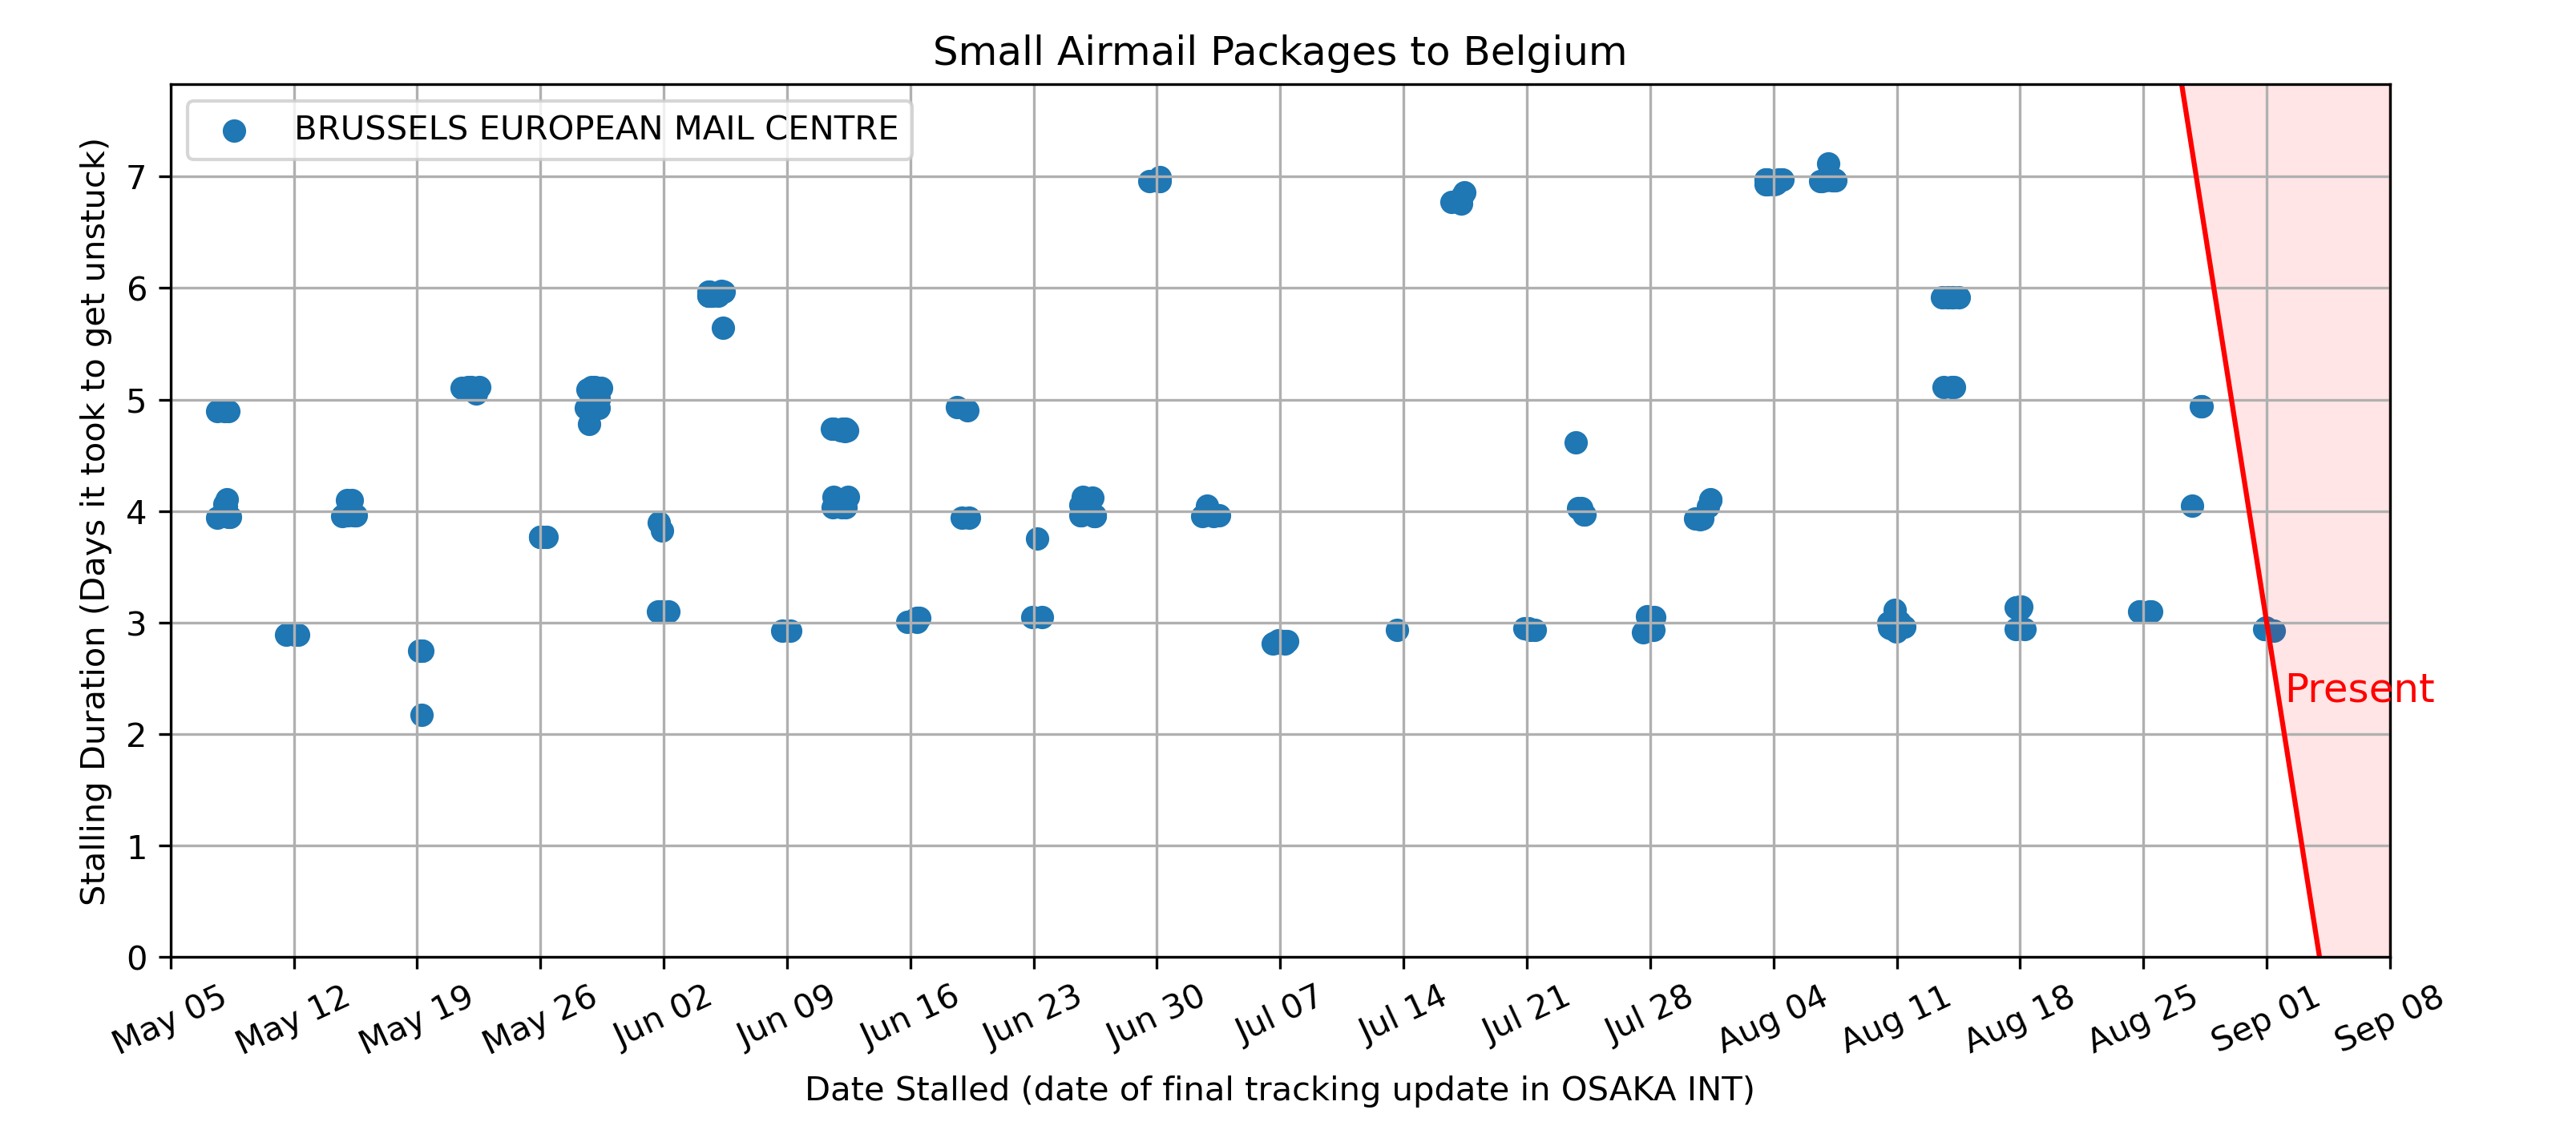 Small Airmail Packages to Belgium
BRUSSELS EUROPEAN MAIL CENTRE
Stalling Duration (Days it took to get unstuck)
7
6
5
4
3
2
1
0
Present
May 05 May 12 May 19 May 26 Jun 02 Jun 09 Jun 16 Jun 23 Jun 30 Jul 07 Jul 14 Jul 21 Jul 28 Aug 04 Aug 11 Aug 18 Aug 25 Sep 01 Sep 08
Date Stalled (date of final tracking update in OSAKA INT)